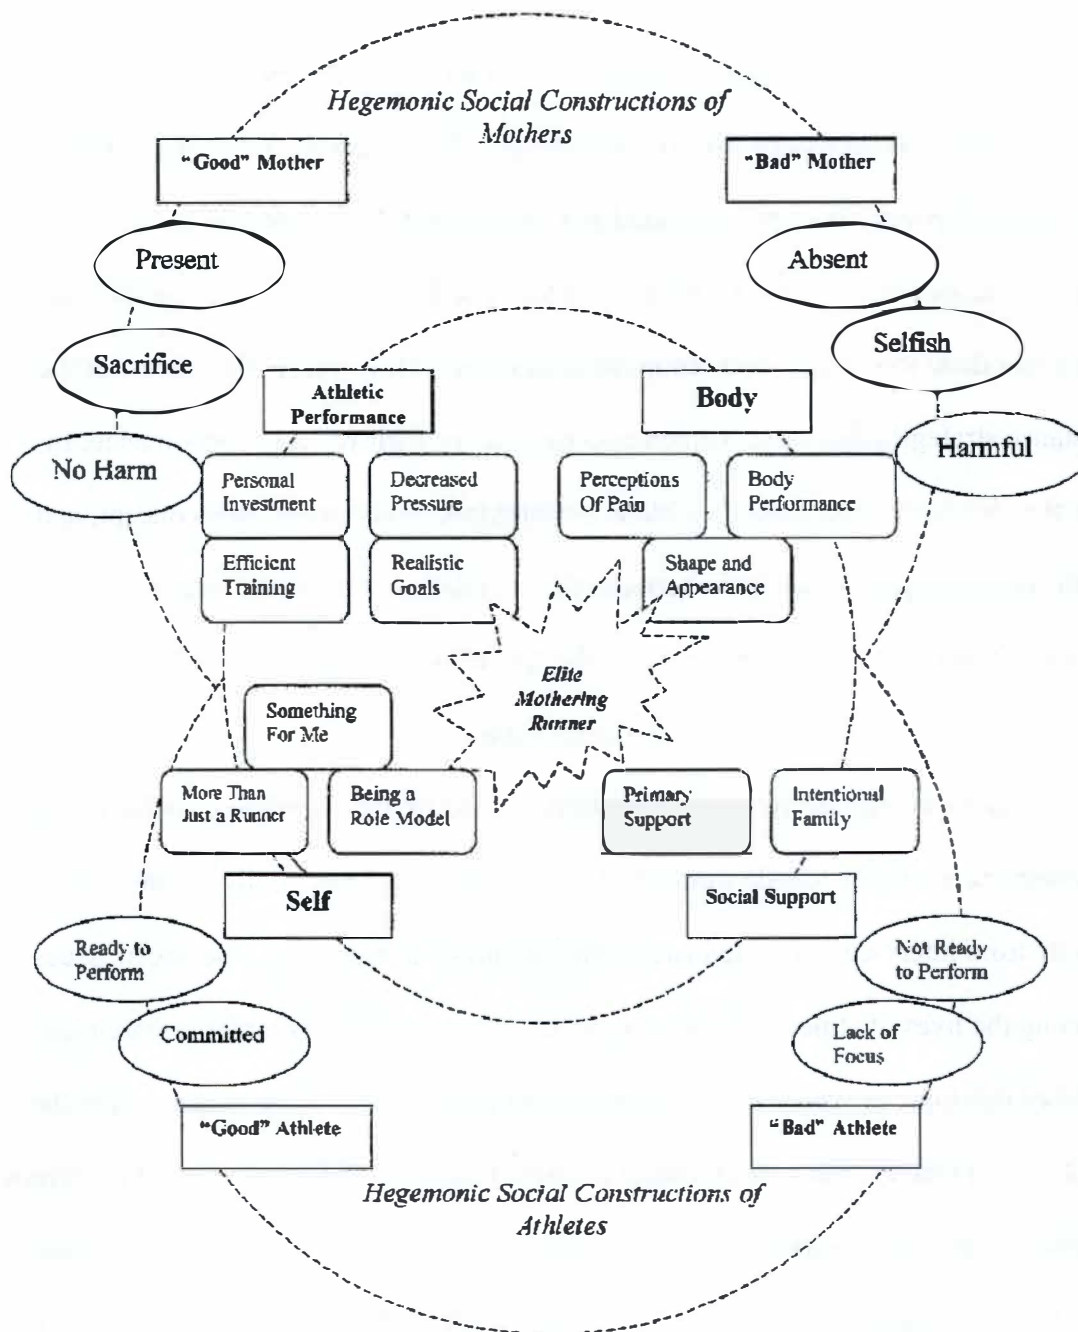 Hegemonic Social Constructions of
Mothers
"Good" Mother
"Bad" Mother
Present
Absent
Sacrifice
Selfish
No Harm
Harmful
Athletic
Performance
Body
Personal
Investment
Decreased
Pressure
Perceptions
Of Pain
Body
Performance
Efficient
Training
Realistic
Goals
Shape and
Appearance
Elite
Mothering
Runner
Something
For Me
More Than
Just a Runner
Being a
Role Model
Primary
Support
Intentional
Family
Self
Social Support
Ready to
Perform
Not Ready
to Perform
Committed
Lack of
Focus
"Good" Athlete
"Bad" Athlete
Hegemonic Social Constructions of
Athletes